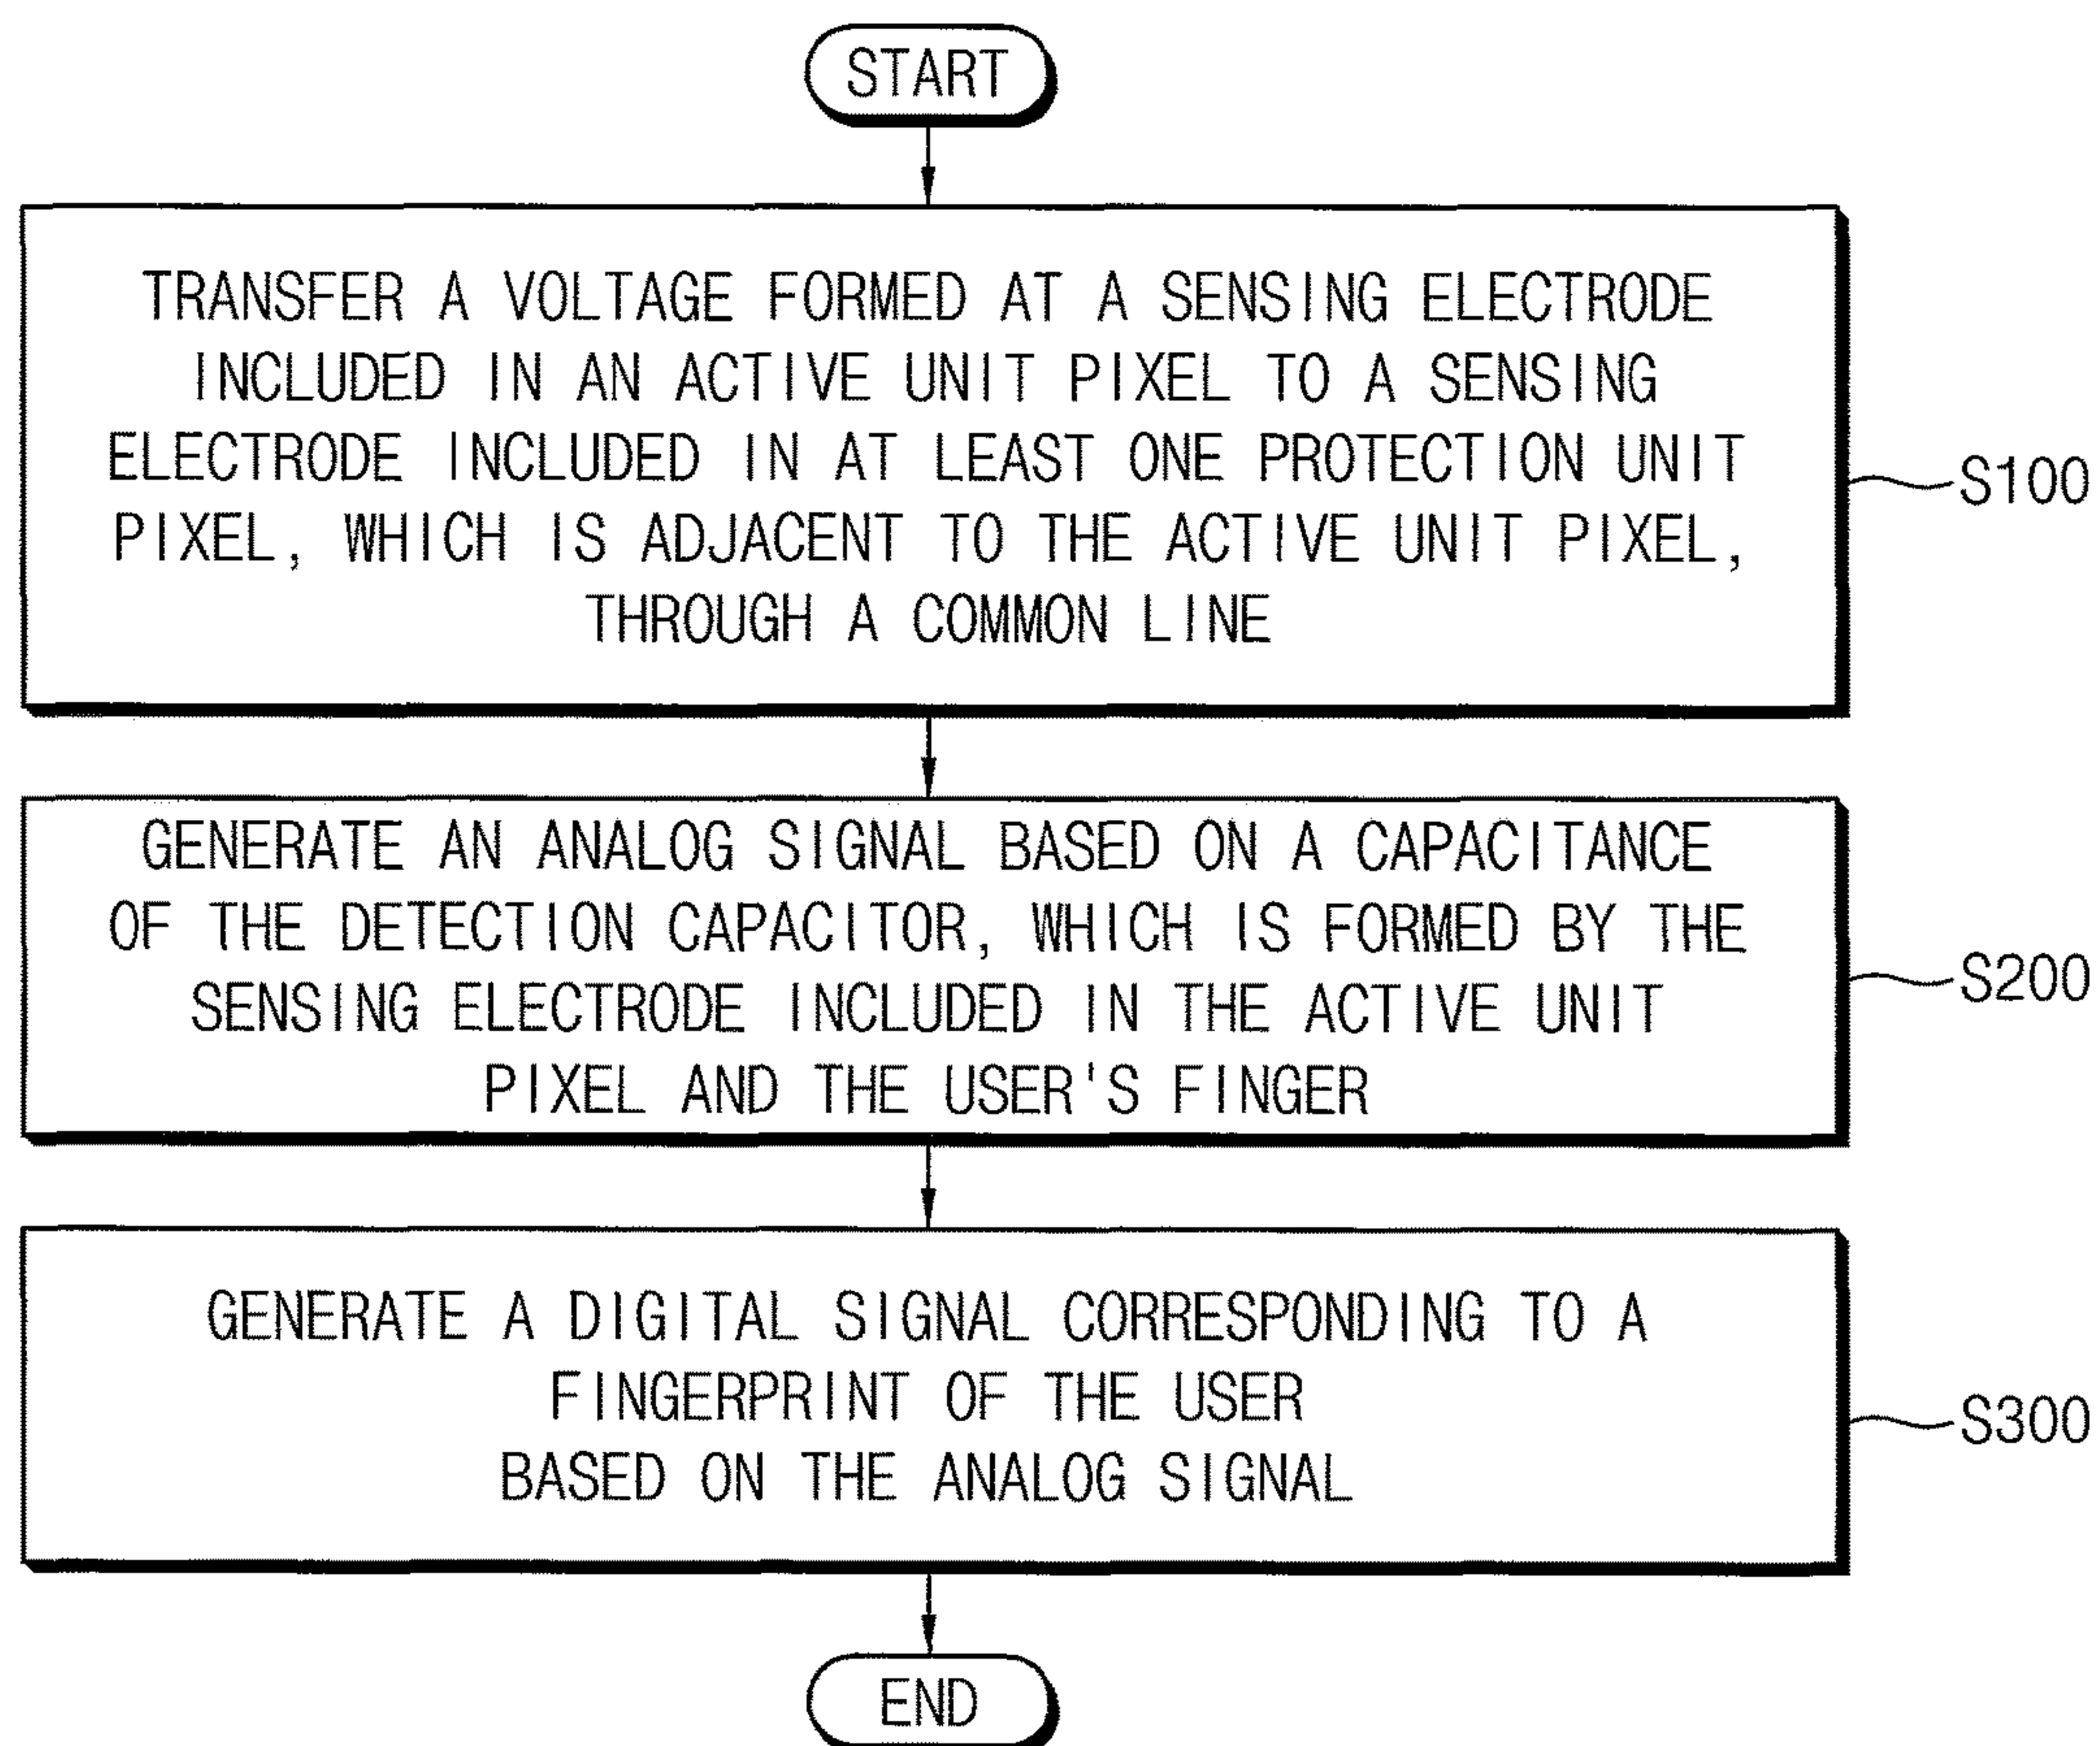 START
TRANSFER A VOLTAGE FORMED AT A SENSING ELECTRODE
INCLUDED IN AN ACTIVE UNIT PIXEL TO A SENSING
ELECTRODE INCLUDED IN AT LEAST ONE PROTECTION UNIT
PIXEL, WHICH IS ADJACENT TO THE ACTIVE UNIT PIXEL,
THROUGH A COMMON LINE
S100
GENERATE AN ANALOG SIGNAL BASED ON A CAPACITANCE
OF THE DETECTION CAPACITOR, WHICH IS FORMED BY THE
SENSING ELECTRODE INCLUDED IN THE ACTIVE UNIT
PIXEL AND THE USER'S FINGER
S200
GENERATE A DIGITAL SIGNAL CORRESPONDING TO A
FINGERPRINT OF THE USER
BASED ON THE ANALOG SIGNAL
S300
END